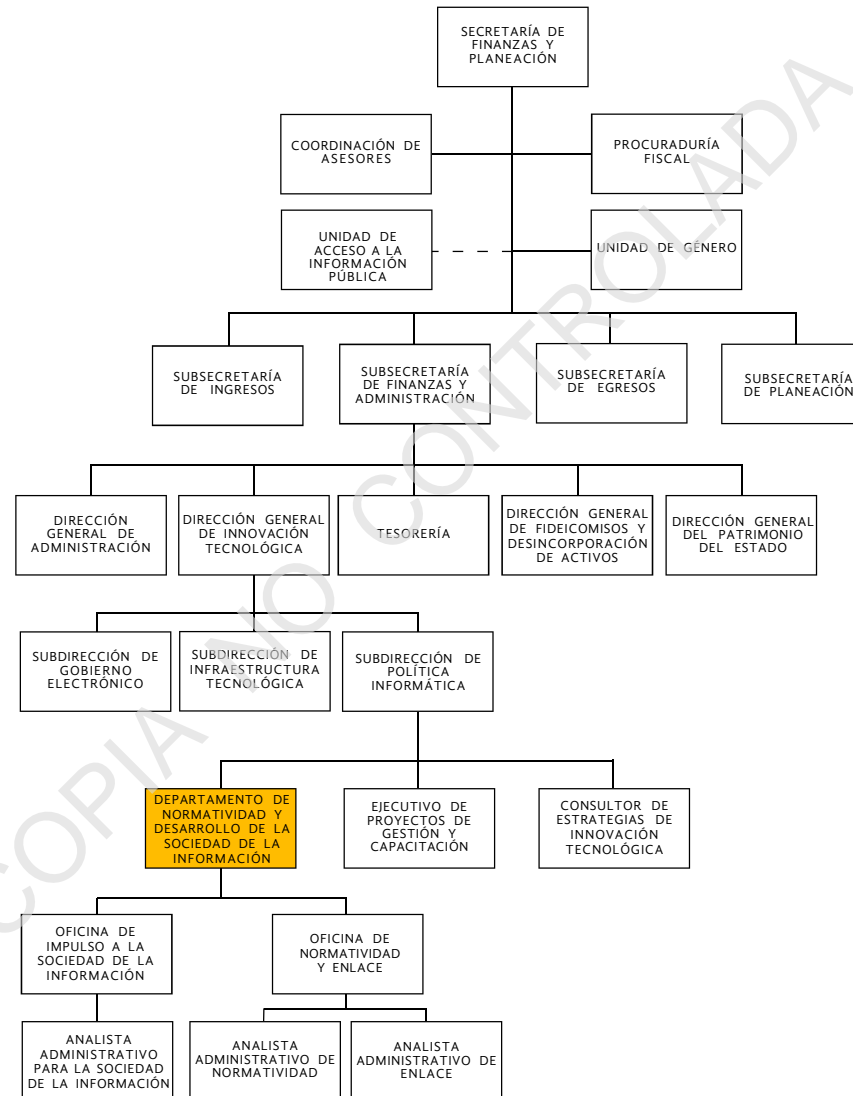 SECRETARÍA DE
FINANZAS Y
PLANEACIÓN
COORDINACIÓN DE
ASESORES
PROCURADURÍA
FISCAL
UNIDAD DE
ACCESO A LA
INFORMACIÓN
PÚBLICA
UNIDAD DE GÉNERO
SUBSECRETARÍA
DE INGRESOS
SUBSECRETARÍA
DE FINANZAS Y
ADMINISTRACIÓN
SUBSECRETARÍA
DE EGRESOS
SUBSECRETARÍA
DE PLANEACIÓN
DIRECCIÓN
GENERAL DE
ADMINISTRACIÓN
DIRECCIÓN GENERAL
DE INNOVACIÓN
TECNOLÓGICA
TESORERÍA
DIRECCIÓN GENERAL
DE FIDEICOMISOS Y
DESINCORPORACIÓN
DE ACTIVOS
DIRECCIÓN GENERAL
DEL PATRIMONIO
DEL ESTADO
SUBDIRECCIÓN DE
GOBIERNO
ELECTRÓNICO
SUBDIRECCIÓN DE
INFRAESTRUCTURA
TECNOLÓGICA
SUBDIRECCIÓN DE
POLÍTICA
INFORMÁTICA
DEPARTAMENTO DE
NORMATIVIDAD Y
DESARROLLO DE LA
SOCIEDAD DE LA
INFORMACIÓN
EJECUTIVO DE
PROYECTOS DE
GESTIÓN Y
CAPACITACIÓN
CONSULTOR DE
ESTRATEGIAS DE
INNOVACIÓN
TECNOLÓGICA
OFICINA DE
IMPULSO A LA
SOCIEDAD DE LA
INFORMACIÓN
OFICINA DE
NORMATIVIDAD
Y ENLACE
ANALISTA
ADMINISTRATIVO
PARA LA SOCIEDAD
DE LA INFORMACIÓN
ANALISTA
ADMINISTRATIVO DE
NORMATIVIDAD
ANALISTA
ADMINISTRATIVO DE
ENLACE
COPIA NO CONTROLADA